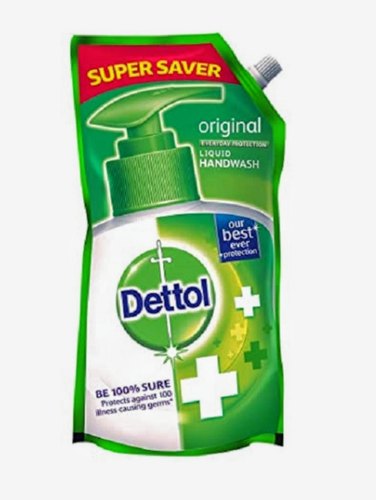 SUPER SAVER
original
EVERYDAY PROTECTION
LIQUID
HANDWASH
our
best
ever
protection
Dettol
BE 100% SURE
Protects against 100
illness causing germs*